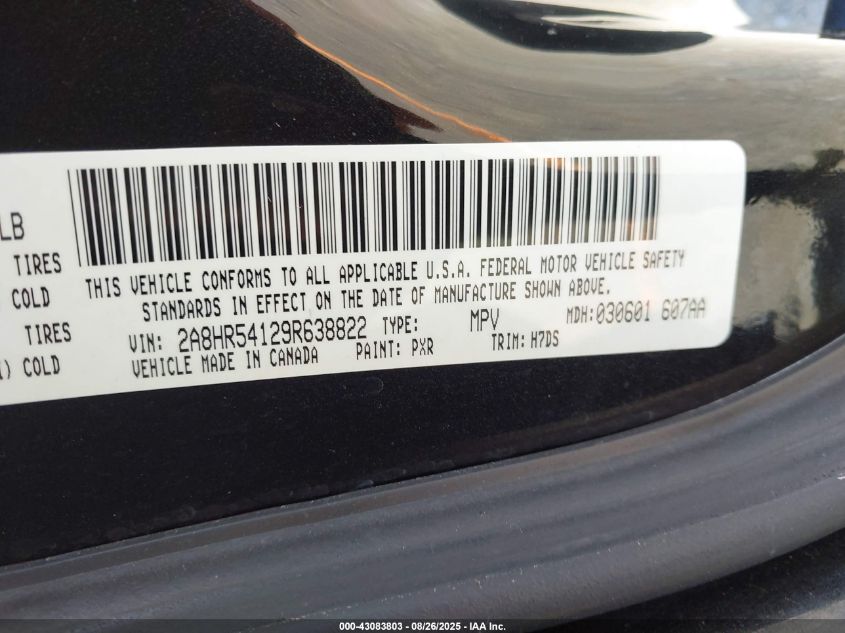 LB
TIRES
COLD
THIS VEHICLE CONFORMS TO ALL APPLICABLE U.S.A. FEDERAL MOTOR VEHICLE SAFETY
STANDARDS IN EFFECT ON THE DATE OF MANUFACTURE SHOWN ABOVE.
TIRES
) COLD
VIN: 2A8HR54129R638822 TYPE: MPV MDH:030601 607AA
VEHICLE MADE IN CANADA PAINT: PXR TRIM: H7DS
000-43083803 - 08/26/2025 - IAA Inc.